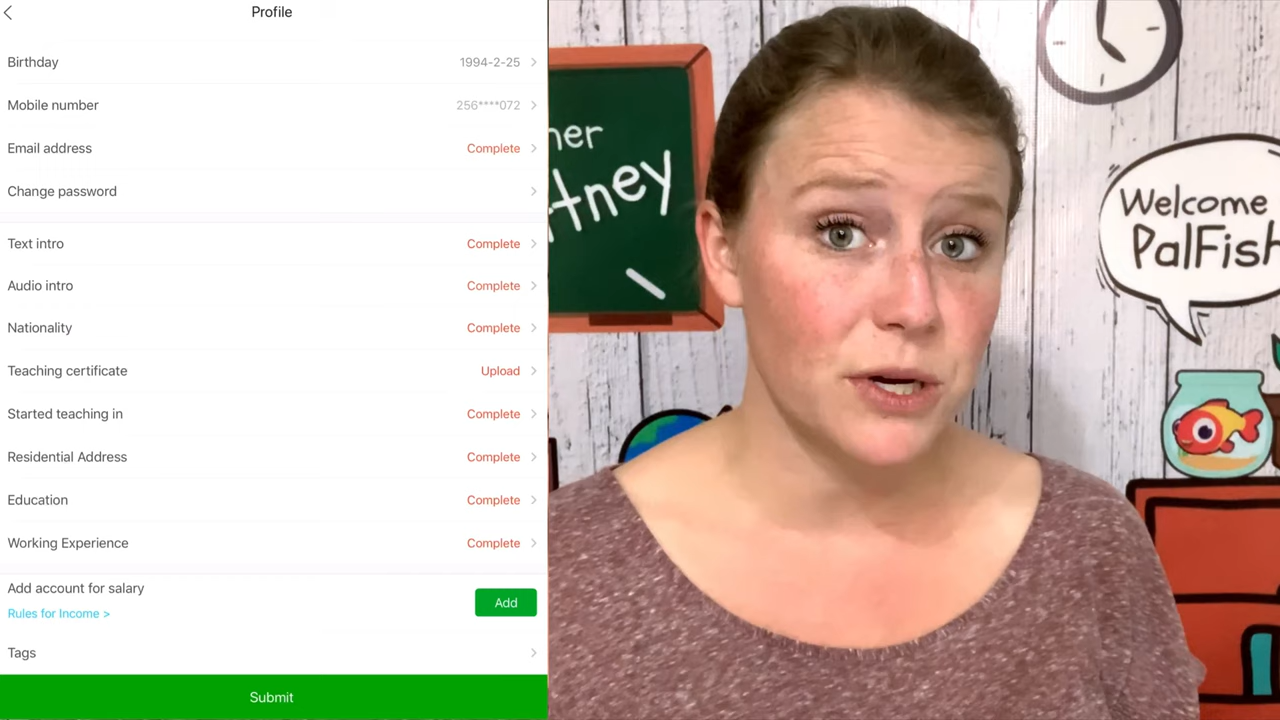 Profile
Birthday 1994-2-25
Mobile number 256****072
Email address Complete
Change password
Text intro Complete
Audio intro Complete
Nationality Complete
Teaching certificate Upload
Started teaching in Complete
Residential Address Complete
Education Complete
Working Experience Complete
Add account for salary
Rules for Income >
Add
Tags
Submit
her
tney
Welcome
PalFish